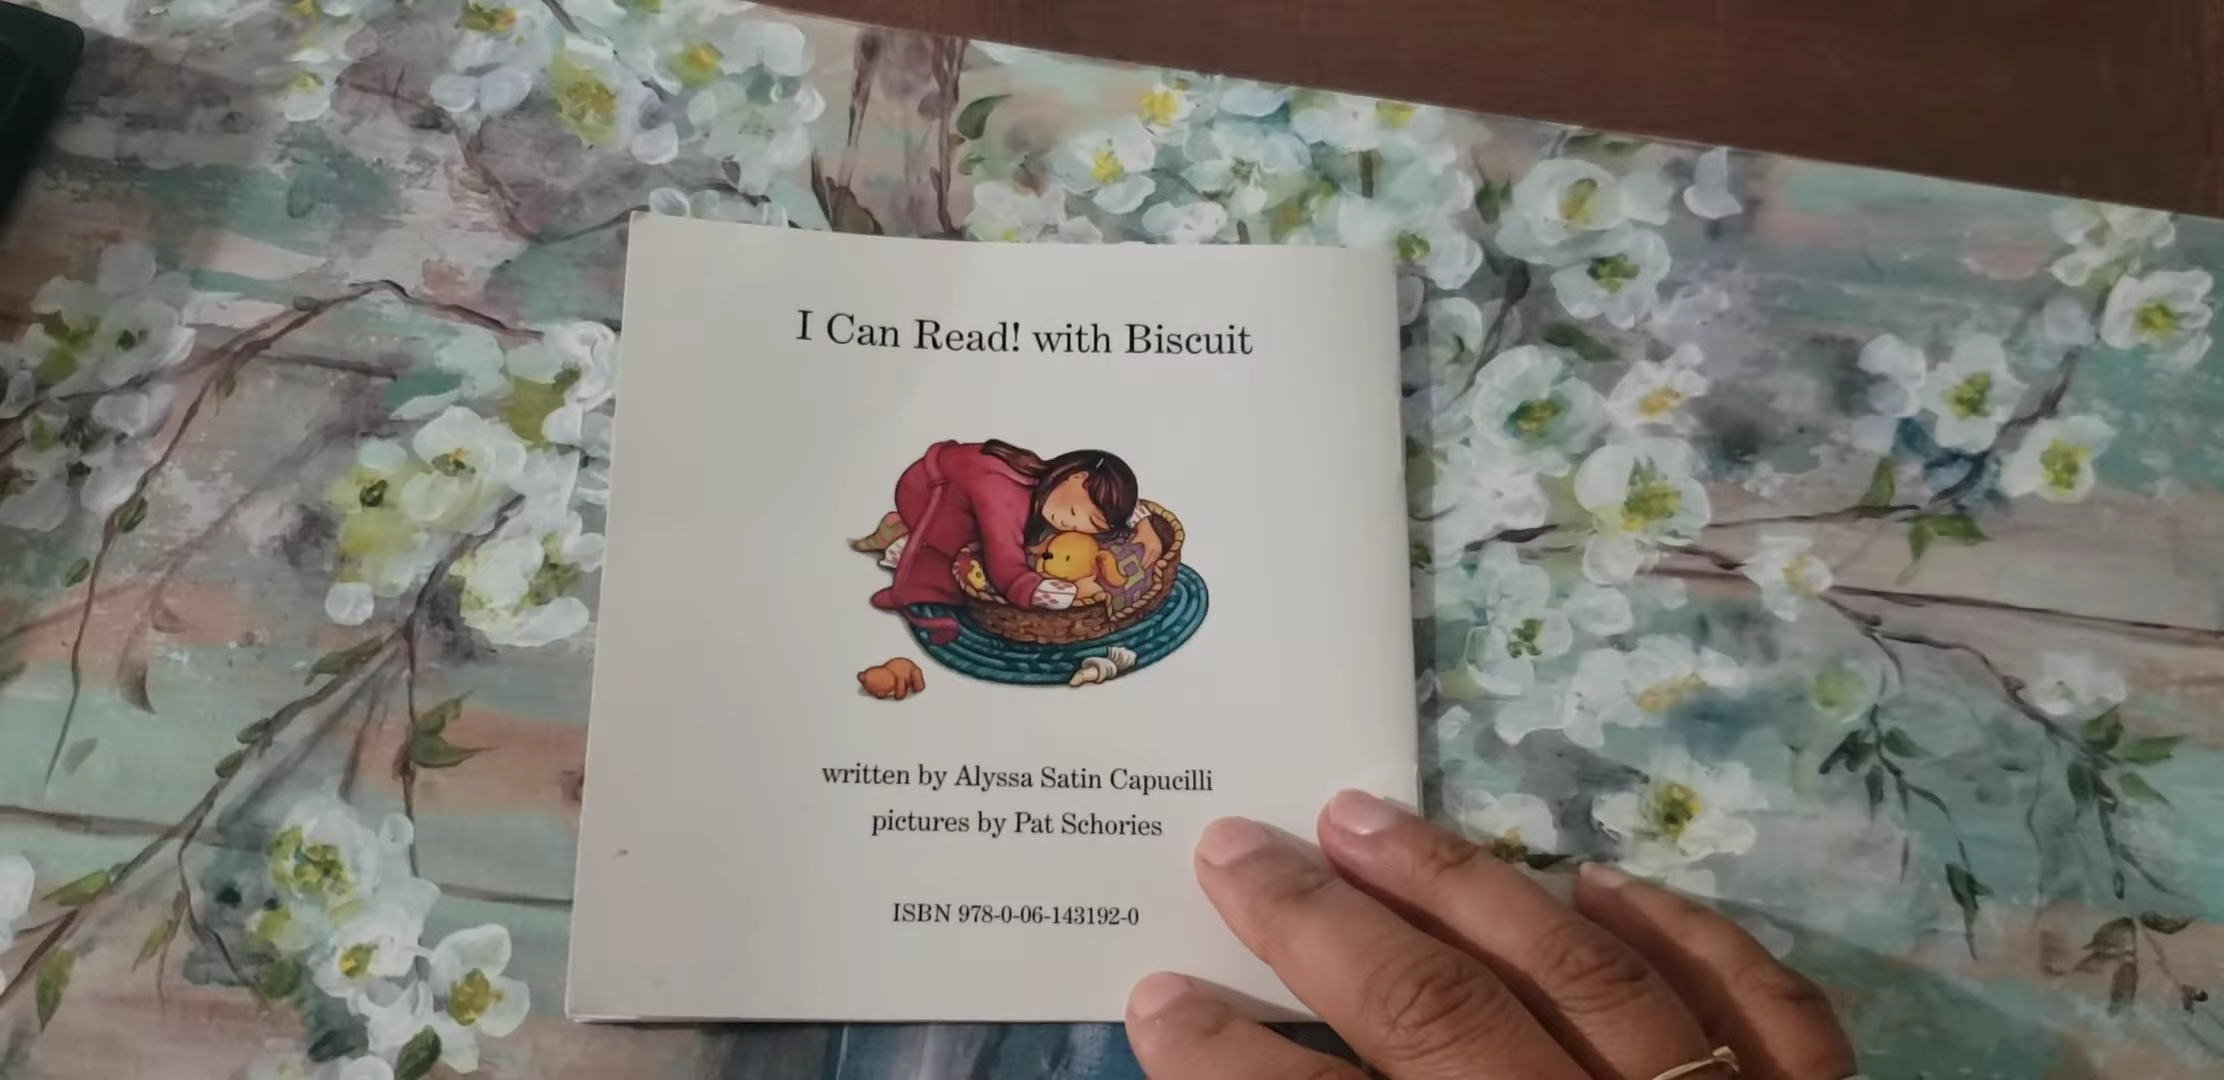 I Can Read! with Biscuit
written by Alyssa Satin Capucilli
pictures by Pat Schories
ISBN 978-0-06-143192-0